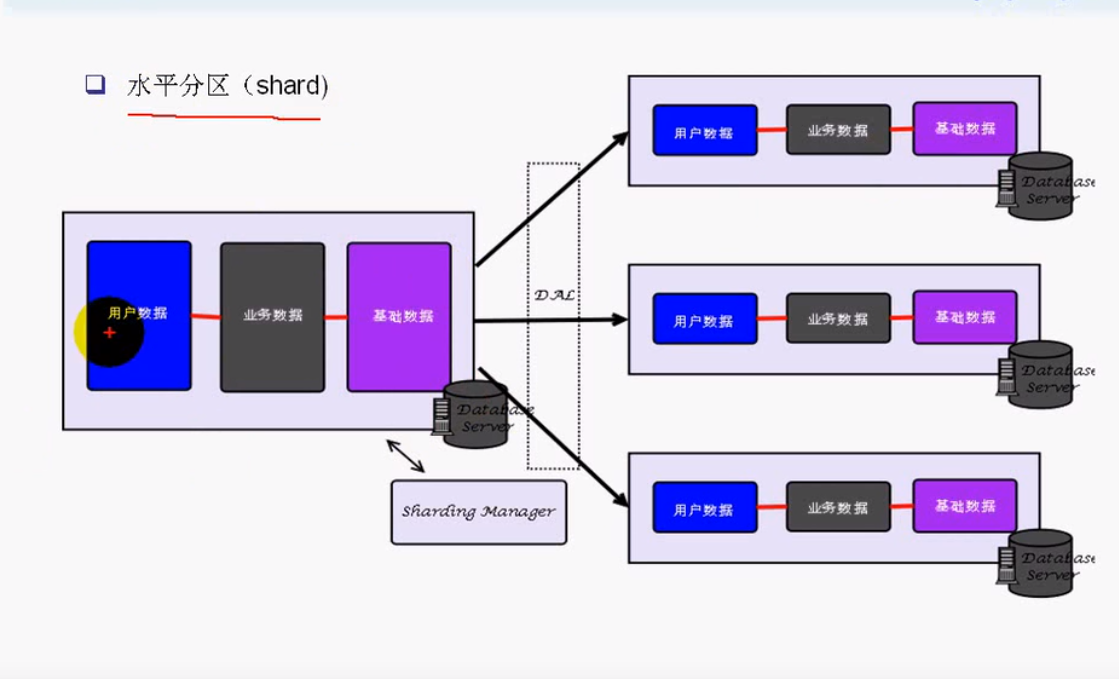 水平分区（shard)
用户数据
业务数据
基础数据
Database
Server
Sharding Manager
DAL
用户数据
业务数据
基础数据
Database
Server
用户数据
业务数据
基础数据
Database
Server
用户数据
业务数据
基础数据
Database
Server